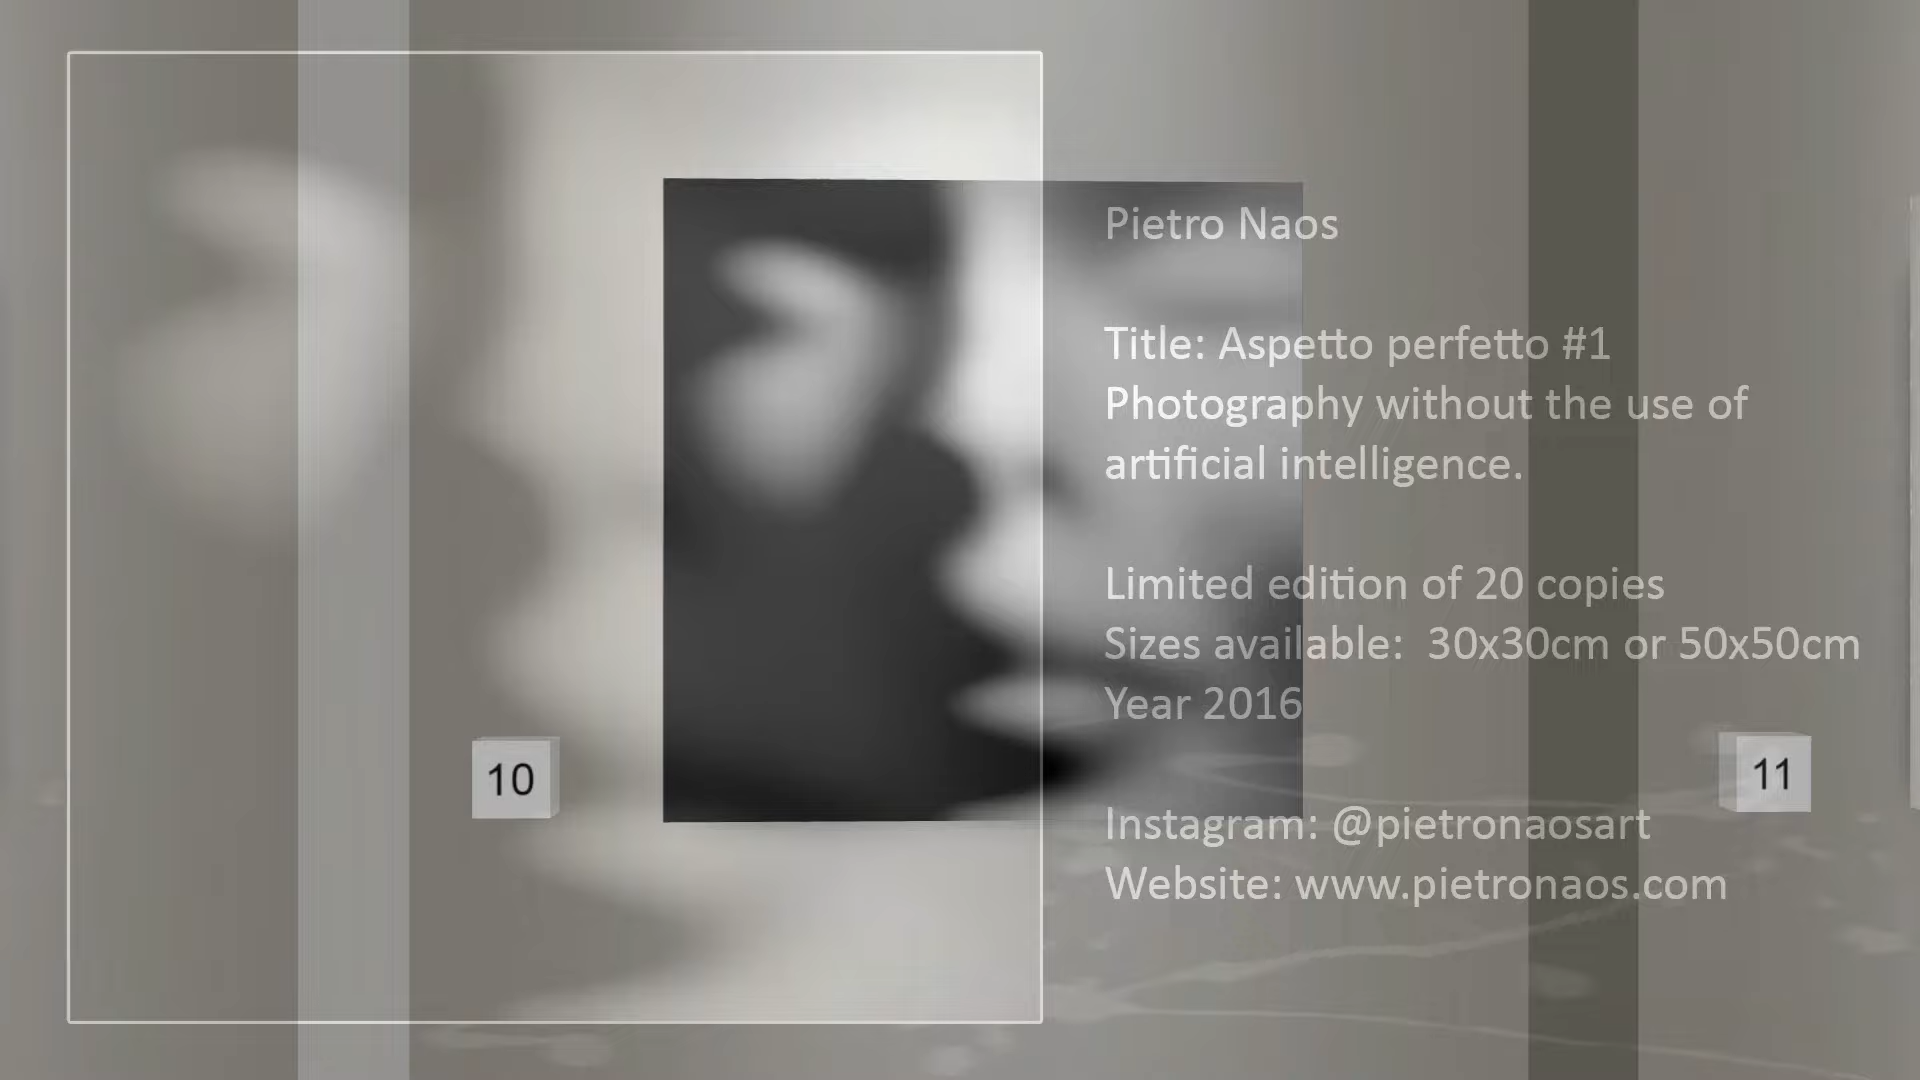 Pietro Naos
Title: Aspetto perfetto #1
Photography without the use of
artificial intelligence.
Limited edition of 20 copies
Sizes available:  30x30cm or 50x50cm
Year 2016
10
11
Instagram: @pietronaosart
Website: www.pietronaos.com